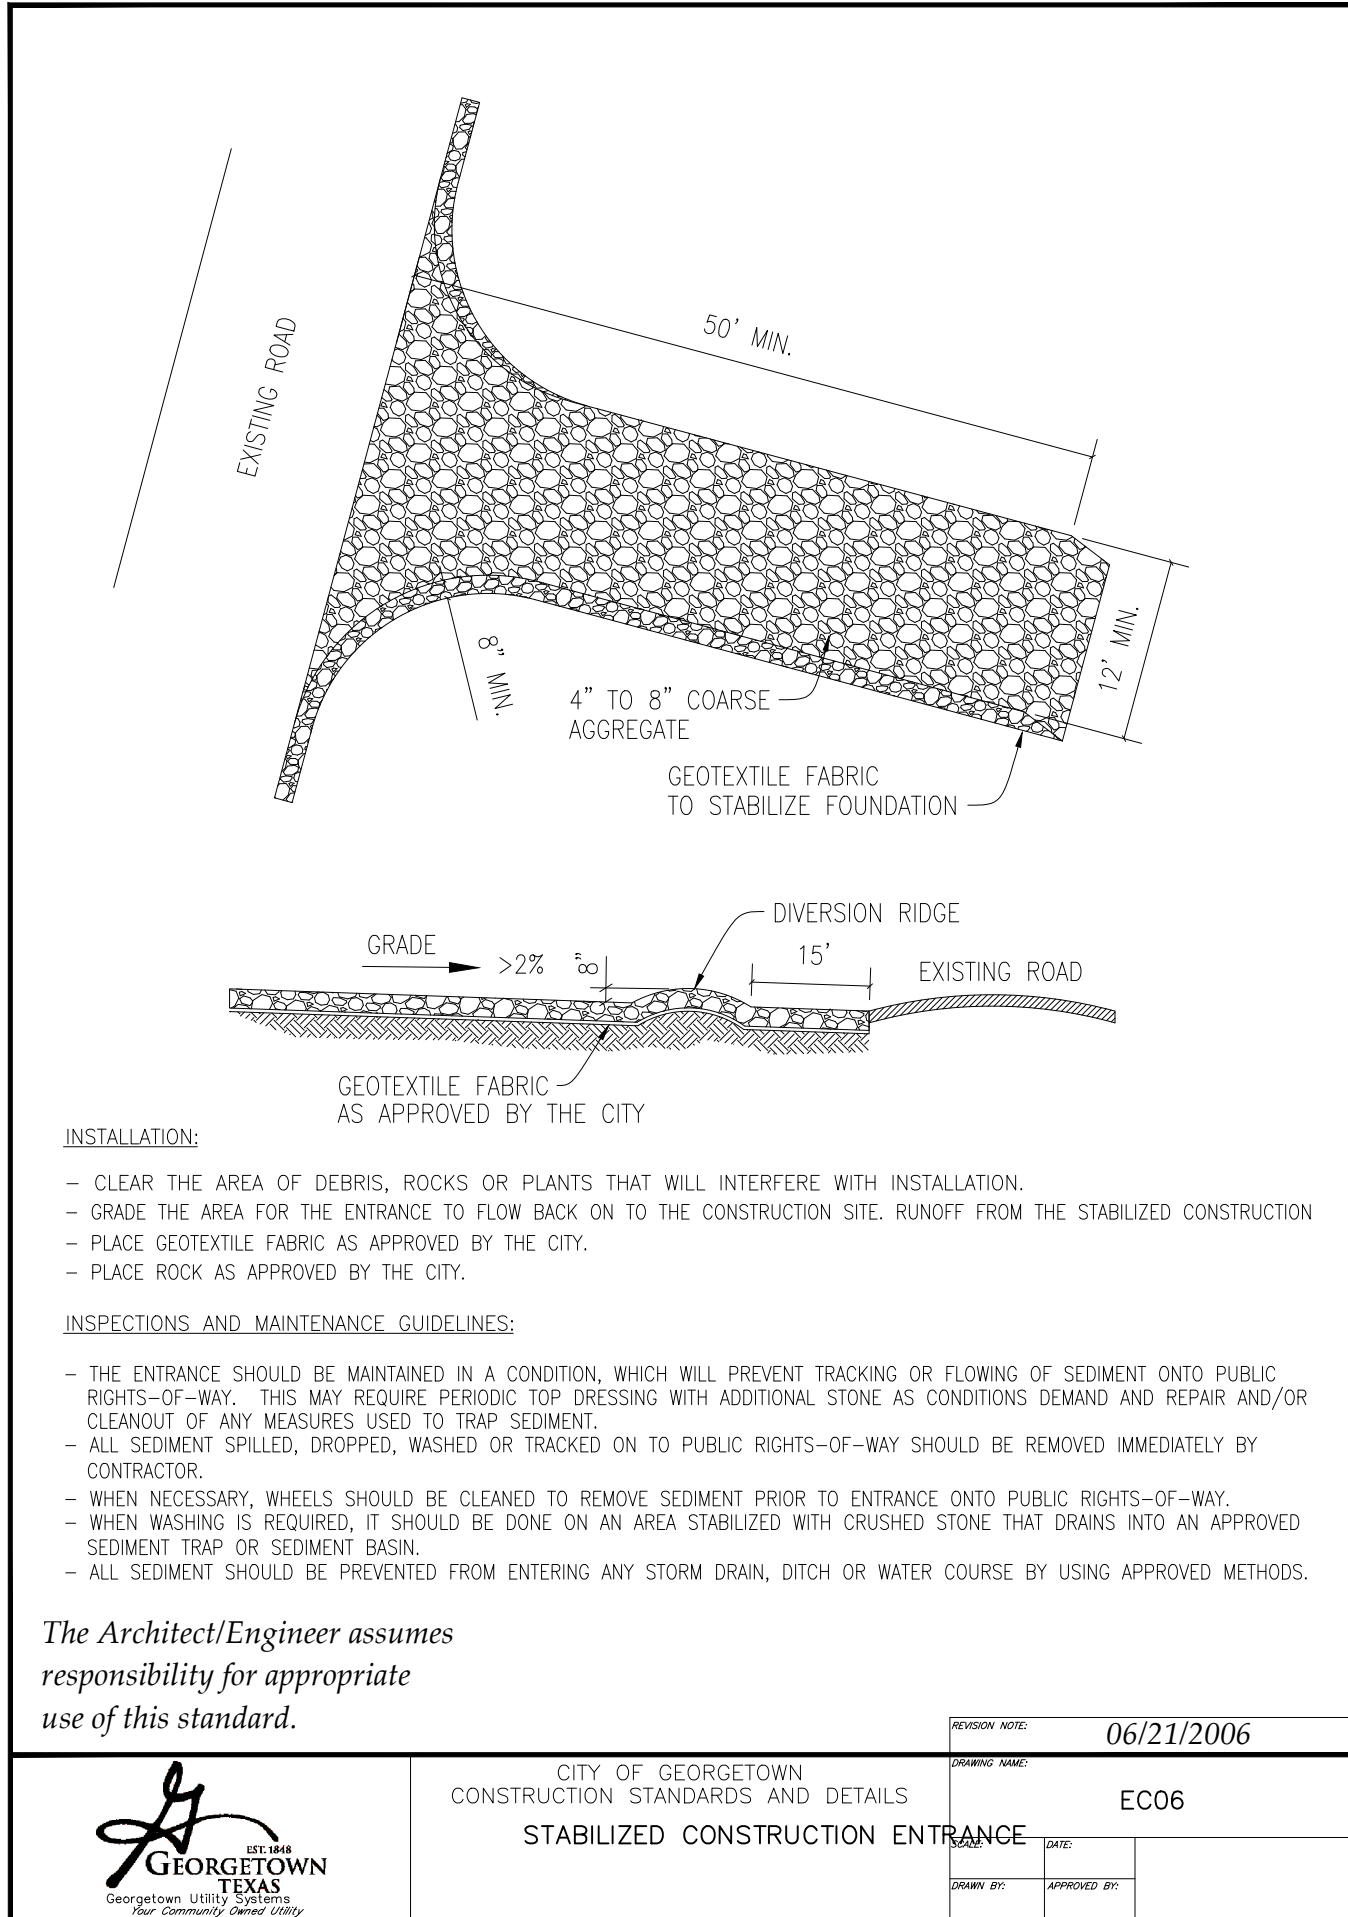 EXISTING ROAD
50' MIN.
12' MIN.
8" MIN.
4" TO 8" COARSE
AGGREGATE
GEOTEXTILE FABRIC
TO STABILIZE FOUNDATION
DIVERSION RIDGE
GRADE
>2%
8"
15'
EXISTING ROAD
GEOTEXTILE FABRIC
AS APPROVED BY THE CITY
INSTALLATION:
– CLEAR THE AREA OF DEBRIS, ROCKS OR PLANTS THAT WILL INTERFERE WITH INSTALLATION.
– GRADE THE AREA FOR THE ENTRANCE TO FLOW BACK ON TO THE CONSTRUCTION SITE. RUNOFF FROM THE STABILIZED CONSTRUCTION
– PLACE GEOTEXTILE FABRIC AS APPROVED BY THE CITY.
– PLACE ROCK AS APPROVED BY THE CITY.
INSPECTIONS AND MAINTENANCE GUIDELINES:
– THE ENTRANCE SHOULD BE MAINTAINED IN A CONDITION, WHICH WILL PREVENT TRACKING OR FLOWING OF SEDIMENT ONTO PUBLIC
RIGHTS–OF–WAY. THIS MAY REQUIRE PERIODIC TOP DRESSING WITH ADDITIONAL STONE AS CONDITIONS DEMAND AND REPAIR AND/OR
CLEANOUT OF ANY MEASURES USED TO TRAP SEDIMENT.
– ALL SEDIMENT SPILLED, DROPPED, WASHED OR TRACKED ON TO PUBLIC RIGHTS–OF–WAY SHOULD BE REMOVED IMMEDIATELY BY
CONTRACTOR.
– WHEN NECESSARY, WHEELS SHOULD BE CLEANED TO REMOVE SEDIMENT PRIOR TO ENTRANCE ONTO PUBLIC RIGHTS–OF–WAY.
– WHEN WASHING IS REQUIRED, IT SHOULD BE DONE ON AN AREA STABILIZED WITH CRUSHED STONE THAT DRAINS INTO AN APPROVED
SEDIMENT TRAP OR SEDIMENT BASIN.
– ALL SEDIMENT SHOULD BE PREVENTED FROM ENTERING ANY STORM DRAIN, DITCH OR WATER COURSE BY USING APPROVED METHODS.
The Architect/Engineer assumes
responsibility for appropriate
use of this standard.
REVISION NOTE:
06/21/2006
EST. 1848
GEORGETOWN
TEXAS
Georgetown Utility Systems
Your Community Owned Utility
CITY OF GEORGETOWN
CONSTRUCTION STANDARDS AND DETAILS
STABILIZED CONSTRUCTION ENTRANCE
DRAWING NAME:
EC06
SCALE:
DATE:
DRAWN BY:
APPROVED BY: